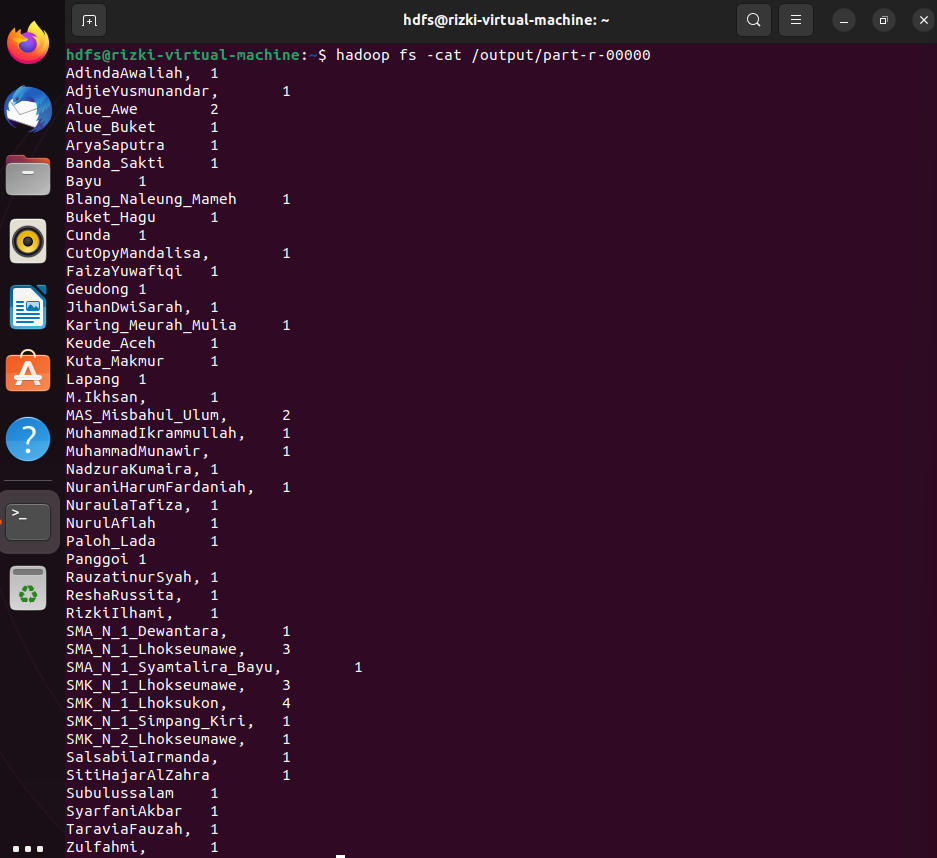 hdfs@rizki-virtual-machine: ~
hdfs@rizki-virtual-machine:~$ hadoop fs -cat /output/part-r-00000
AdindaAwaliah,	1
AdjieYusmunandar,	1
Alue_Awe	2
Alue_Buket	1
AryaSaputra	1
Banda_Sakti	1
Bayu	1
Blang_Naleung_Mameh	1
Buket_Hagu	1
Cunda	1
CutOpyMandalisa,	1
FaizaYuwafiqi	1
Geudong	1
JihanDwiSarah,	1
Karing_Meurah_Mulia	1
Keude_Aceh	1
Kuta_Makmur	1
Lapang	1
M.Ikhsan,	1
MAS_Misbahul_Ulum,	2
MuhammadIkrammullah,	1
MuhammadMunawir,	1
NadzuraKumaira,	1
NuraniHarumFardaniah,	1
NuraulaTafiza,	1
NurulAflah	1
Paloh_Lada	1
Panggoi	1
RauzatinurSyah,	1
ReshaRussita,	1
RizkiIlhami,	1
SMA_N_1_Dewantara,	1
SMA_N_1_Lhokseumawe,	3
SMA_N_1_Syamtalira_Bayu,	1
SMK_N_1_Lhokseumawe,	3
SMK_N_1_Lhoksukon,	4
SMK_N_1_Simpang_Kiri,	1
SMK_N_2_Lhokseumawe,	1
SalsabilaIrmanda,	1
SitiHajarAlZahra	1
Subulussalam	1
SyarfaniAkbar	1
TaraviaFauzah,	1
Zulfahmi,	1